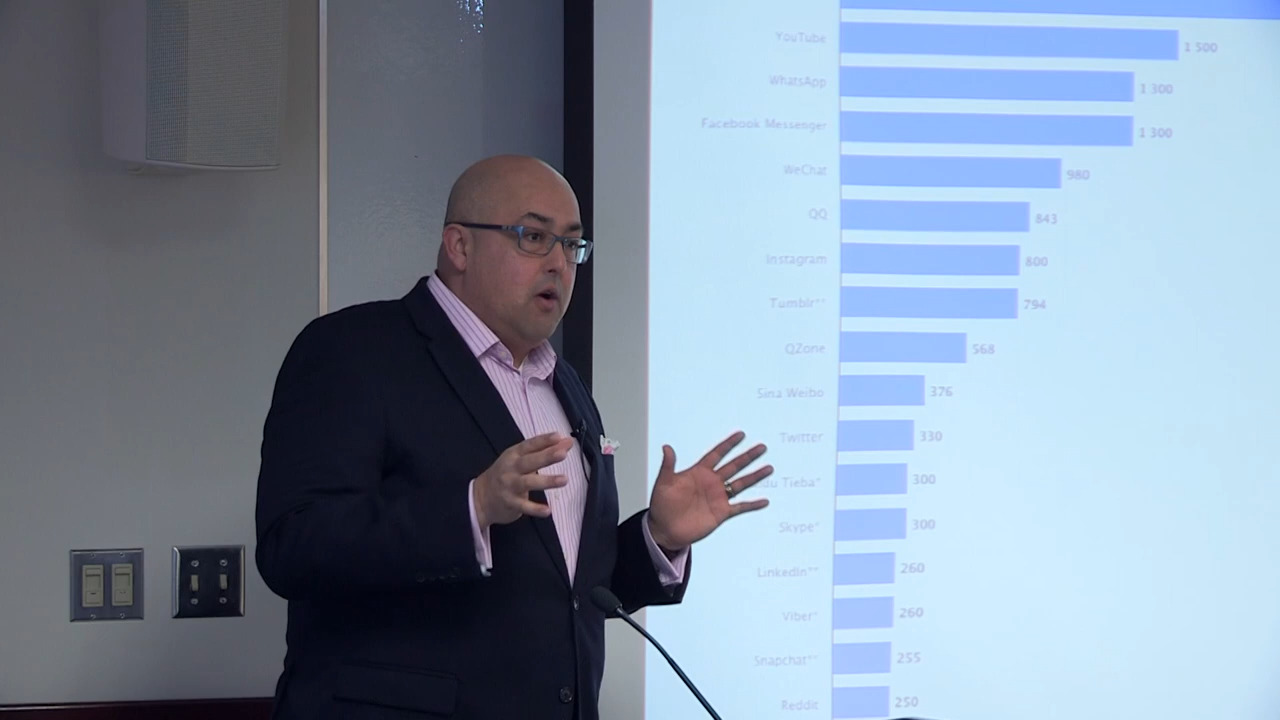 YouTube 1 500
WhatsApp 1 300
Facebook Messenger 1 300
WeChat 980
QQ 843
Instagram 800
Tumblr** 794
QZone 568
Sina Weibo 376
Twitter 330
Tieba* 300
Skype* 300
LinkedIn** 260
Viber* 260
Snapchat** 255
Reddit 250